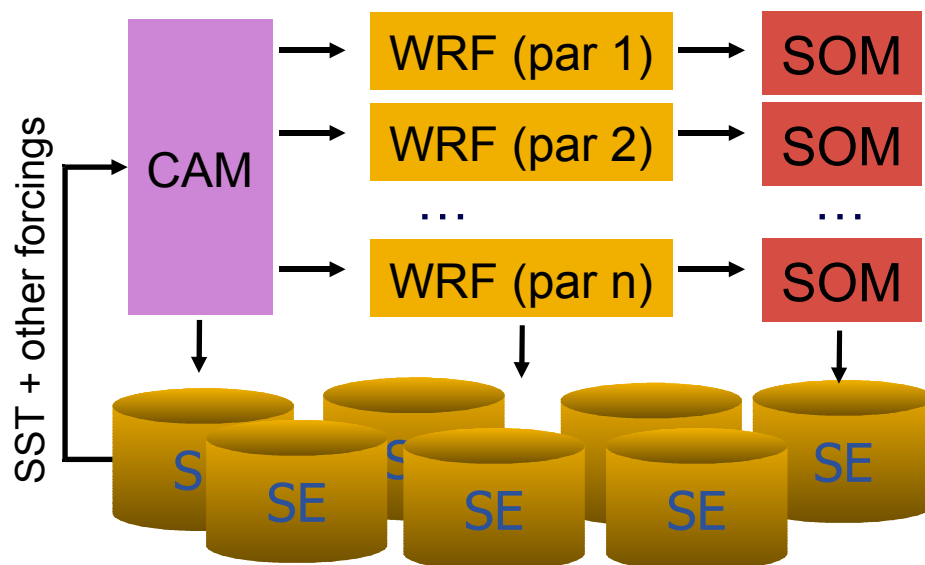 SST + other forcings
CAM
WRF (par 1)
SOM
WRF (par 2)
SOM
...
...
WRF (par n)
SOM
S
SE
S
SE
SE
SE